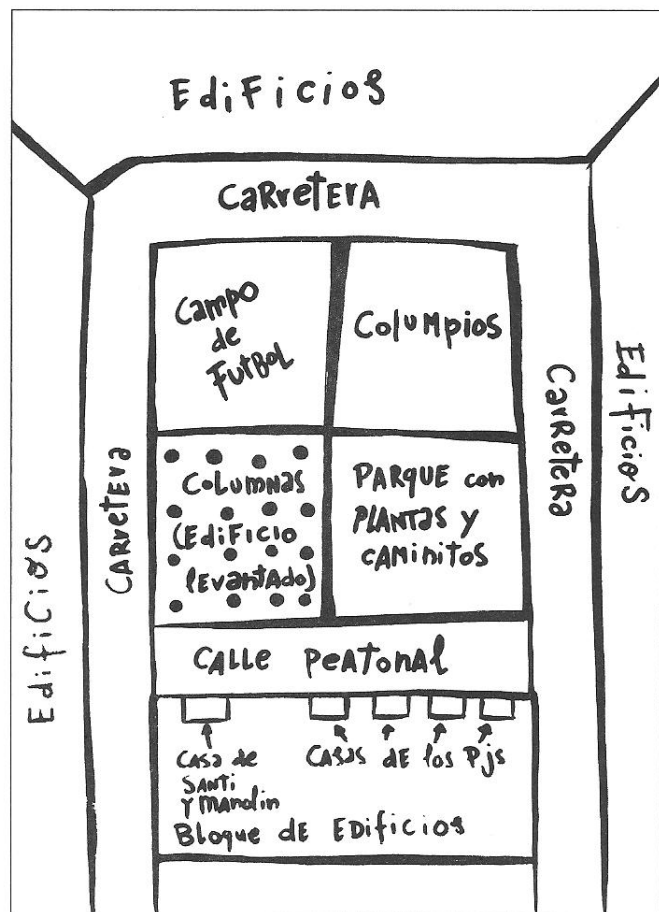 EdiFicios
CaRretErA
Campo
de
FUtBOL
ColuMpios
Edificios
CarRetERa
CARretEra
EdifiCios
ColuMNas
(EdiFicio
levantAdo)
PARQUE con
PLANTAS y
CAMiNitOS
CALLE PeATONAl
CASa de
SANTi
y MAnolin
CASAS dE los Pjs
Bloque dE EDificios